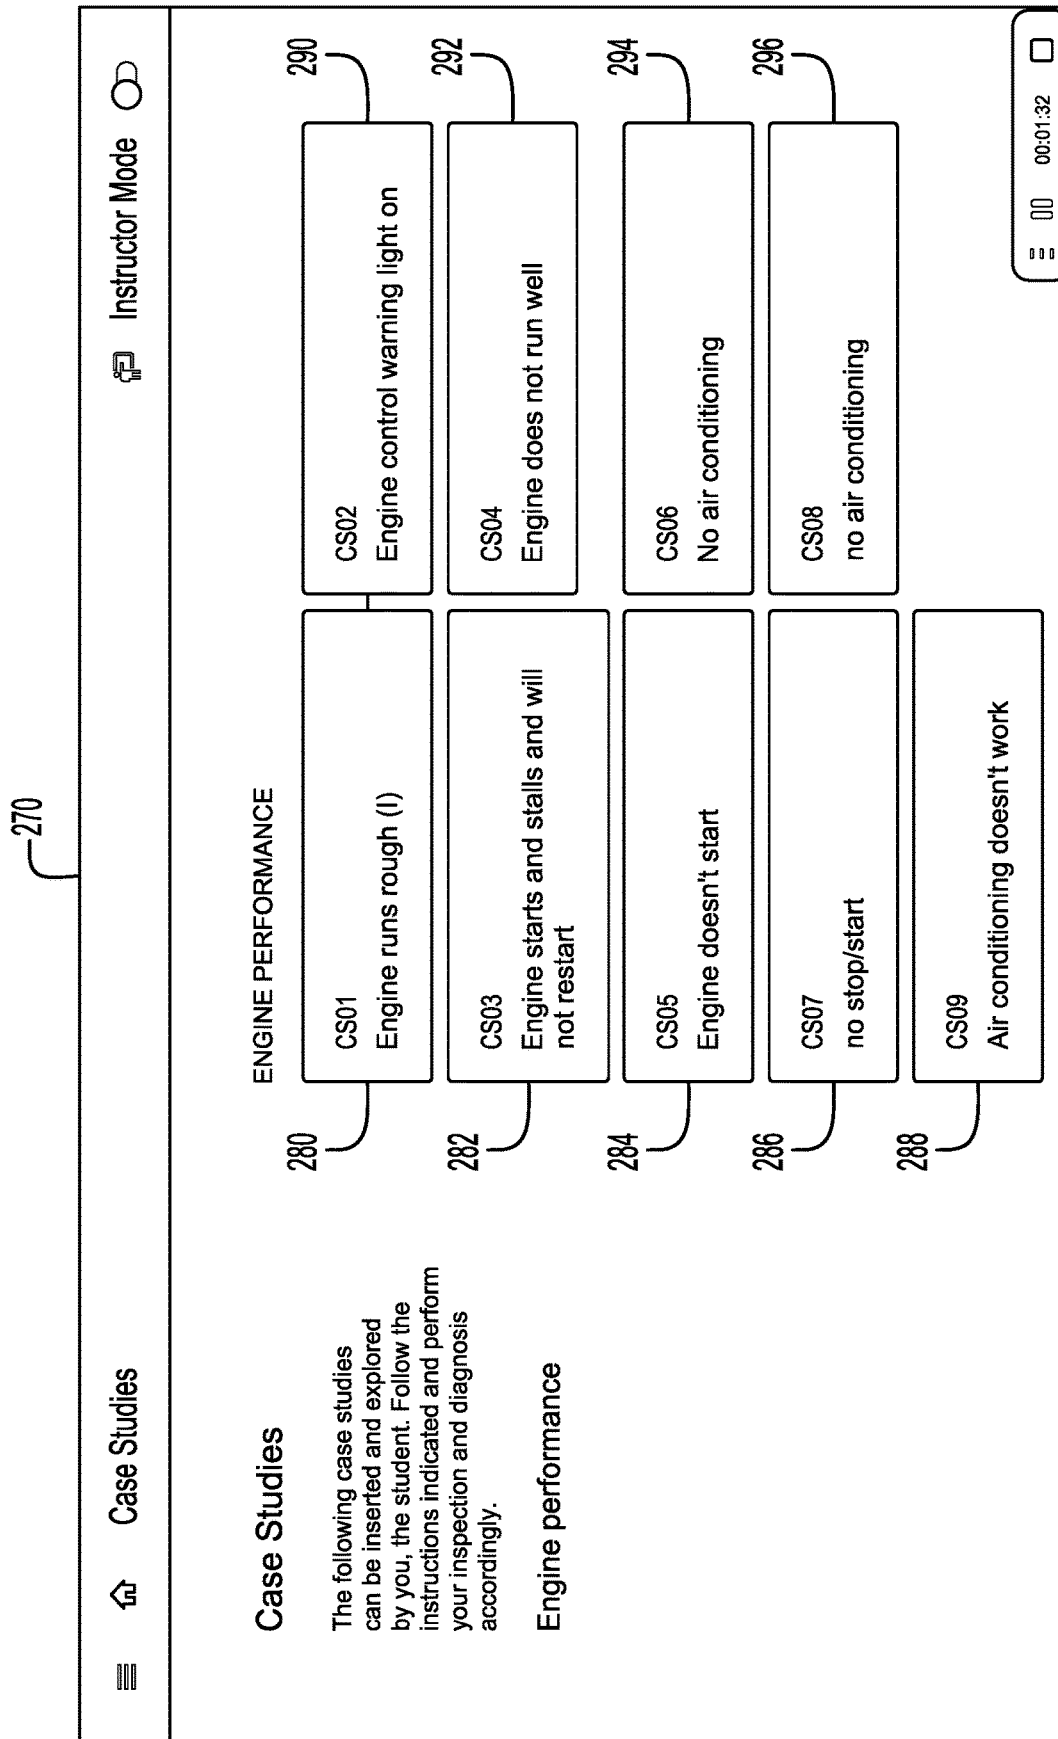 270
Case Studies
Instructor Mode
Case Studies
The following case studies
can be inserted and explored
by you, the student. Follow the
instructions indicated and perform
your inspection and diagnosis
accordingly.
Engine performance
ENGINE PERFORMANCE
280
CS01
Engine runs rough (I)
CS02
Engine control warning light on
290
282
CS03
Engine starts and stalls and will
not restart
CS04
Engine does not run well
292
284
CS05
Engine doesn't start
CS06
No air conditioning
294
286
CS07
no stop/start
CS08
no air conditioning
296
288
CS09
Air conditioning doesn't work
00:01:32